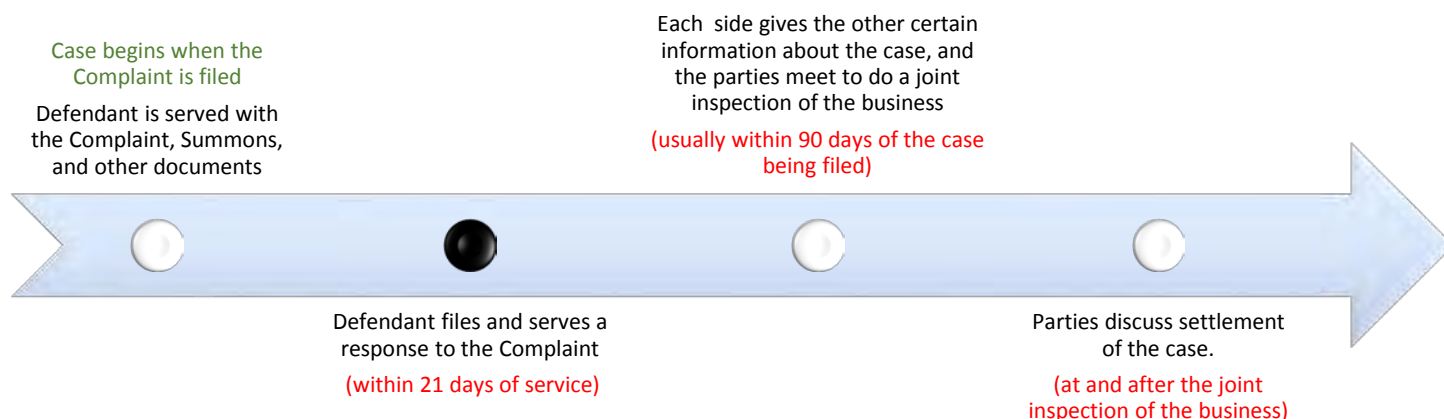 Case begins when the
Complaint is filed
Defendant is served with
the Complaint, Summons,
and other documents
Defendant files and serves a
response to the Complaint
(within 21 days of service)
Each side gives the other certain
information about the case, and
the parties meet to do a joint
inspection of the business
(usually within 90 days of the case
being filed)
Parties discuss settlement
of the case.
(at and after the joint
inspection of the business)